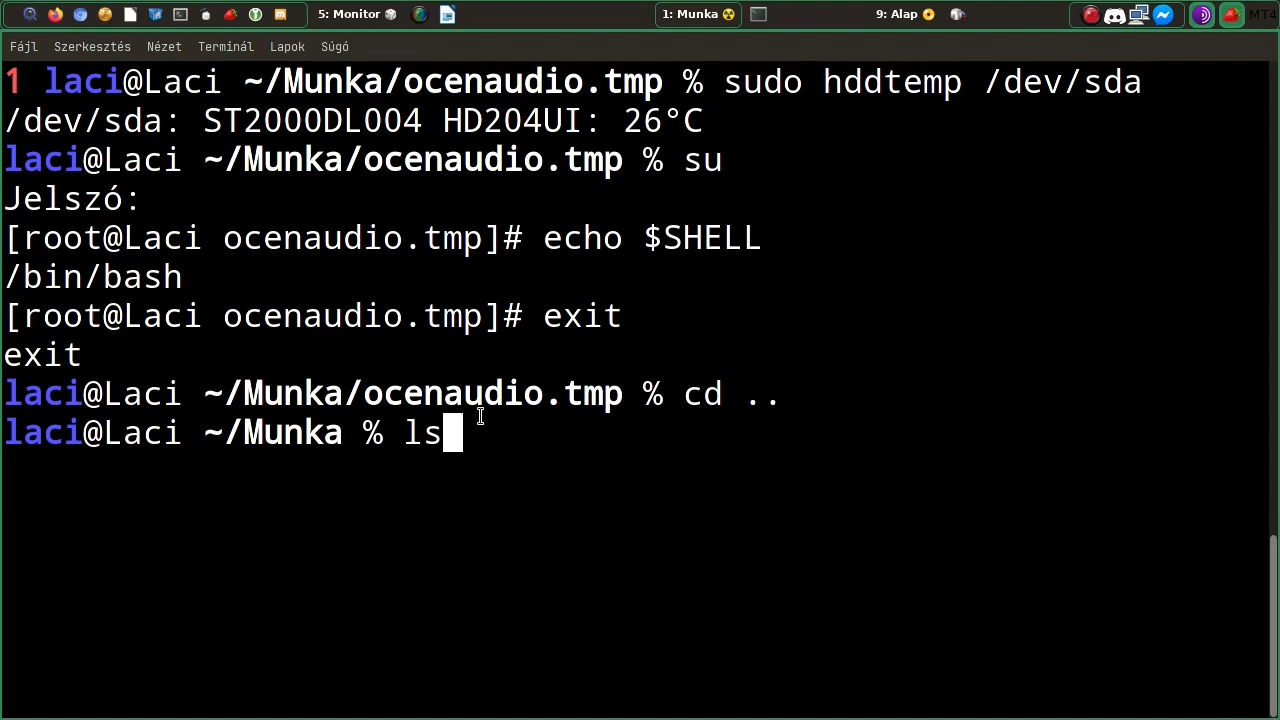 5: Monitor
1: Munka
9: Alap
MT4
Fájl Szerkesztés Nézet Terminál Lapok Súgó
1 laci@Laci ~/Munka/ocenaudio.tmp % sudo hddtemp /dev/sda
/dev/sda: ST2000DL004 HD204UI: 26°C
laci@Laci ~/Munka/ocenaudio.tmp % su
Jelszó:
[root@Laci ocenaudio.tmp]# echo $SHELL
/bin/bash
[root@Laci ocenaudio.tmp]# exit
exit
laci@Laci ~/Munka/ocenaudio.tmp % cd ..
laci@Laci ~/Munka % ls